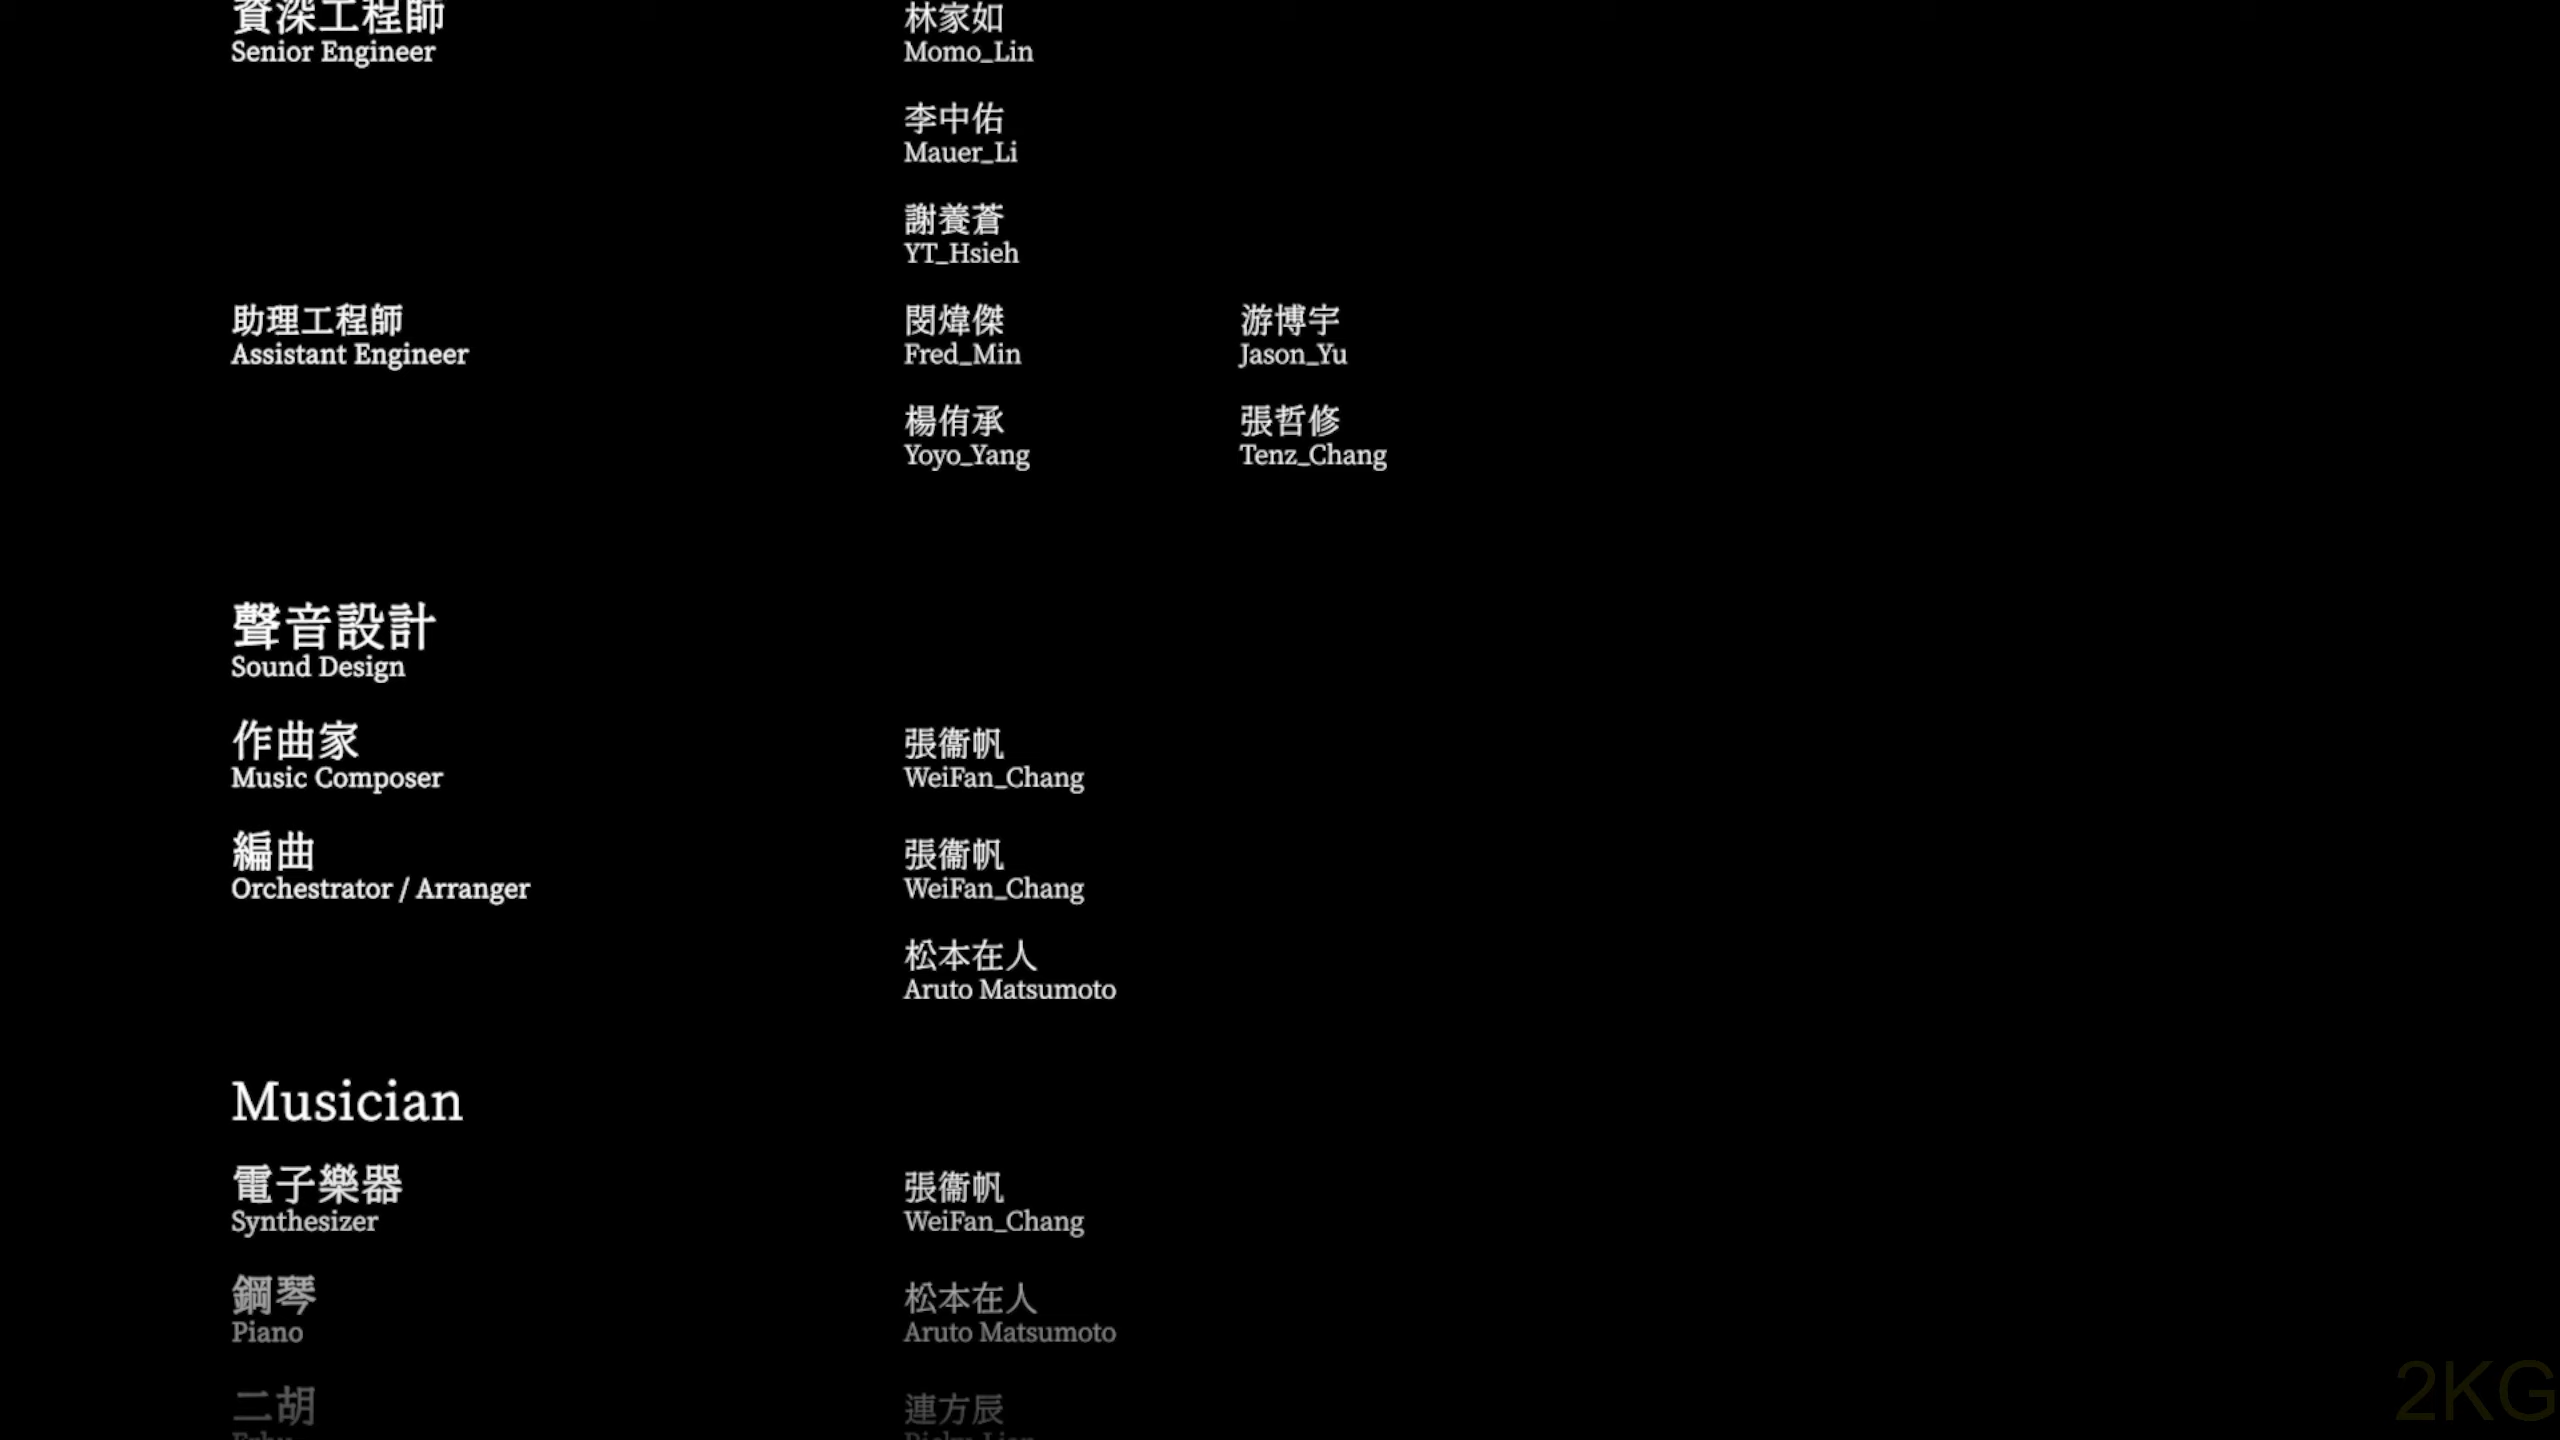 資深工程師 林家如
Senior Engineer Momo_Lin
李中佑
Mauer_Li
謝養蒼
YT_Hsieh
助理工程師 閔煒傑 游博宇
Assistant Engineer Fred_Min Jason_Yu
楊侑承 張哲修
Yoyo_Yang Tenz_Chang
聲音設計
Sound Design
作曲家 張衞帆
Music Composer WeiFan_Chang
編曲 張衞帆
Orchestrator / Arranger WeiFan_Chang
松本在人
Aruto Matsumoto
Musician
電子樂器 張衞帆
Synthesizer WeiFan_Chang
鋼琴 松本在人
Piano Aruto Matsumoto
二胡 連方辰
2KG